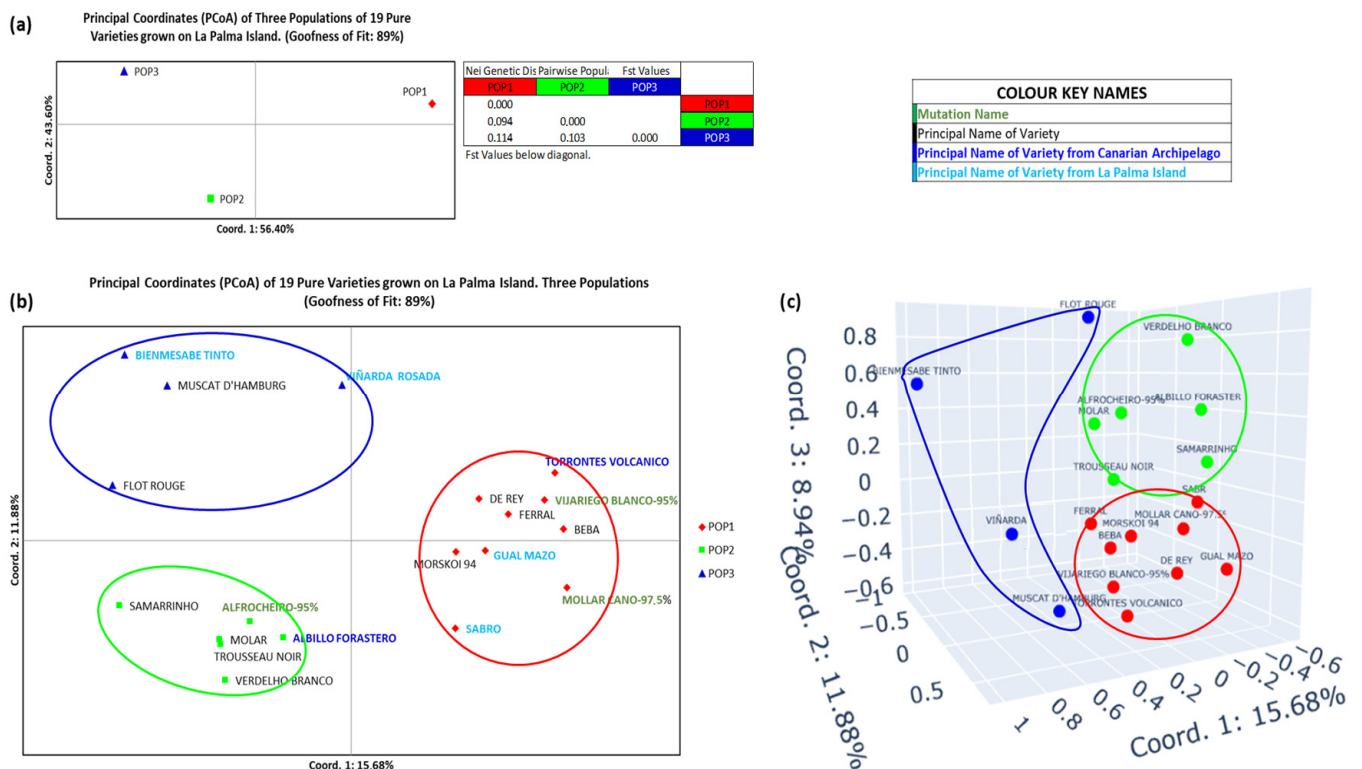 (a)
Principal Coordinates (PCoA) of Three Populations of 19 Pure
Varieties grown on La Palma Island. (Goofness of Fit: 89%)
POP3
POP1
POP2
Coord. 2: 43.60%
Coord. 1: 56.40%
Nei Genetic Dis Pairwise Popul Fst Values
POP1 POP2 POP3
0.000 POP1
0.094 0.000 POP2
0.114 0.103 0.000 POP3
Fst Values below diagonal.
COLOUR KEY NAMES
Mutation Name
Principal Name of Variety
Principal Name of Variety from Canarian Archipelago
Principal Name of Variety from La Palma Island
(b)
Principal Coordinates (PCoA) of 19 Pure Varieties grown on La Palma Island. Three Populations
(Goofness of Fit: 89%)
BIENMESABE TINTO
MUSCAT D'HAMBURG
VIÑARDA ROSADA
FLOT ROUGE
TORRONTES VOLCANICO
DE REY
VIJARIEGO BLANCO-95%
FERRAL
BEBA
GUAL MAZO
MORSKOI 94
MOLLAR CANO-97,5%
SABRO
SAMARRINHO
ALFROCHEIRO-95%
MOLAR
ALBILLO FORASTERO
TROUSSEAU NOIR
VERDELHO BRANCO
POP1
POP2
POP3
Coord. 2: 11.88%
Coord. 1: 15.68%
(c)
FLOT ROUGE
VERDELHO BRANCO
BIENMESABE TINTO
ALFROCHEIRO-95%
ALBILLO FORASTER
MOLAR
SAMARRINHO
TROUSSEAU NOIR
SABR
FERRAL
MOLLAR CANO-97.5%
MORSKOI 94
BEBA
VIÑARDA
DE REY
GUAL MAZO
VIJARIEGO BLANCO-95%
MUSCAT D'HAMBURG
TORRONTES VOLCANICO
0.8
0.6
0.4
0.2
0
−0.2
−0.4
−0.6
Coord. 3: 8.94%
−1
−0.5
0
0.5
Coord. 2: 11.88%
1
0.8
0.6
0.4
0.2
0
−0.2
−0.4
−0.6
Coord. 1: 15.68%